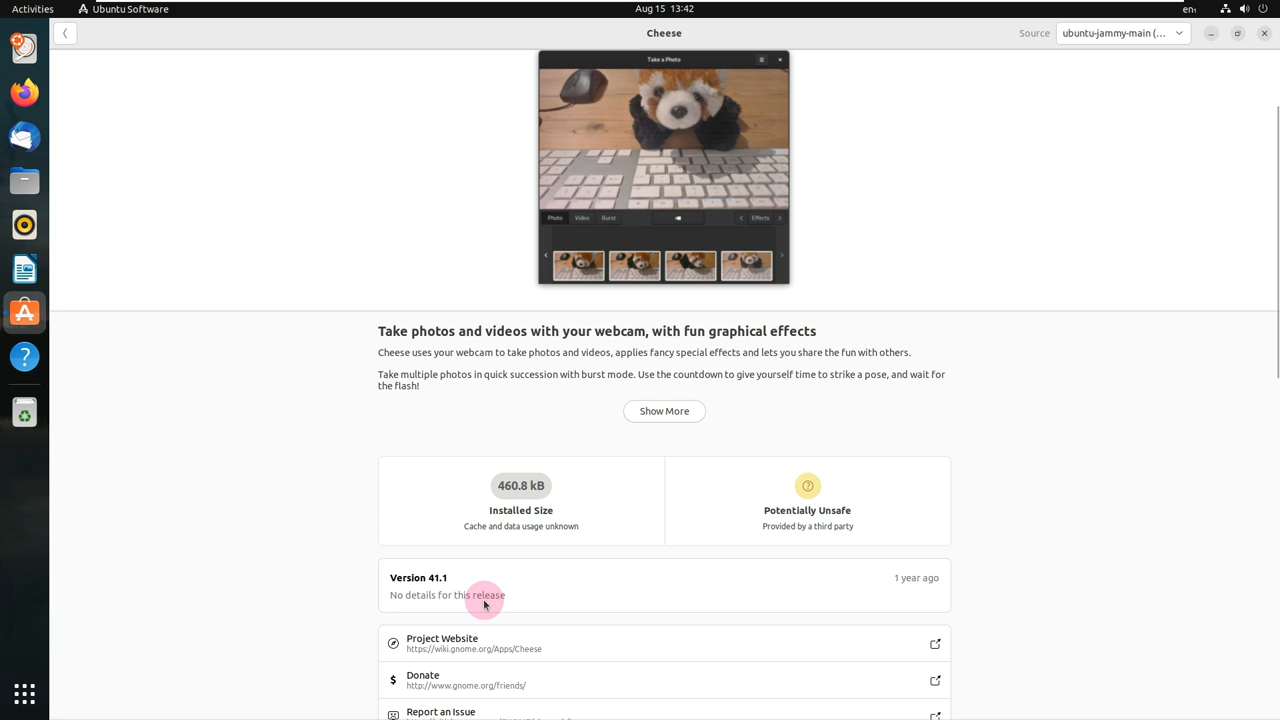 Activities
Ubuntu Software
Aug 15 13:42
en
Cheese
Source
ubuntu-jammy-main (...
Take a Photo
Photo
Video
Burst
Effects
Take photos and videos with your webcam, with fun graphical effects
Cheese uses your webcam to take photos and videos, applies fancy special effects and lets you share the fun with others.
Take multiple photos in quick succession with burst mode. Use the countdown to give yourself time to strike a pose, and wait for
the flash!
Show More
460.8 kB
Installed Size
Cache and data usage unknown
Potentially Unsafe
Provided by a third party
Version 41.1
1 year ago
No details for this release
Project Website
https://wiki.gnome.org/Apps/Cheese
Donate
http://www.gnome.org/friends/
Report an Issue